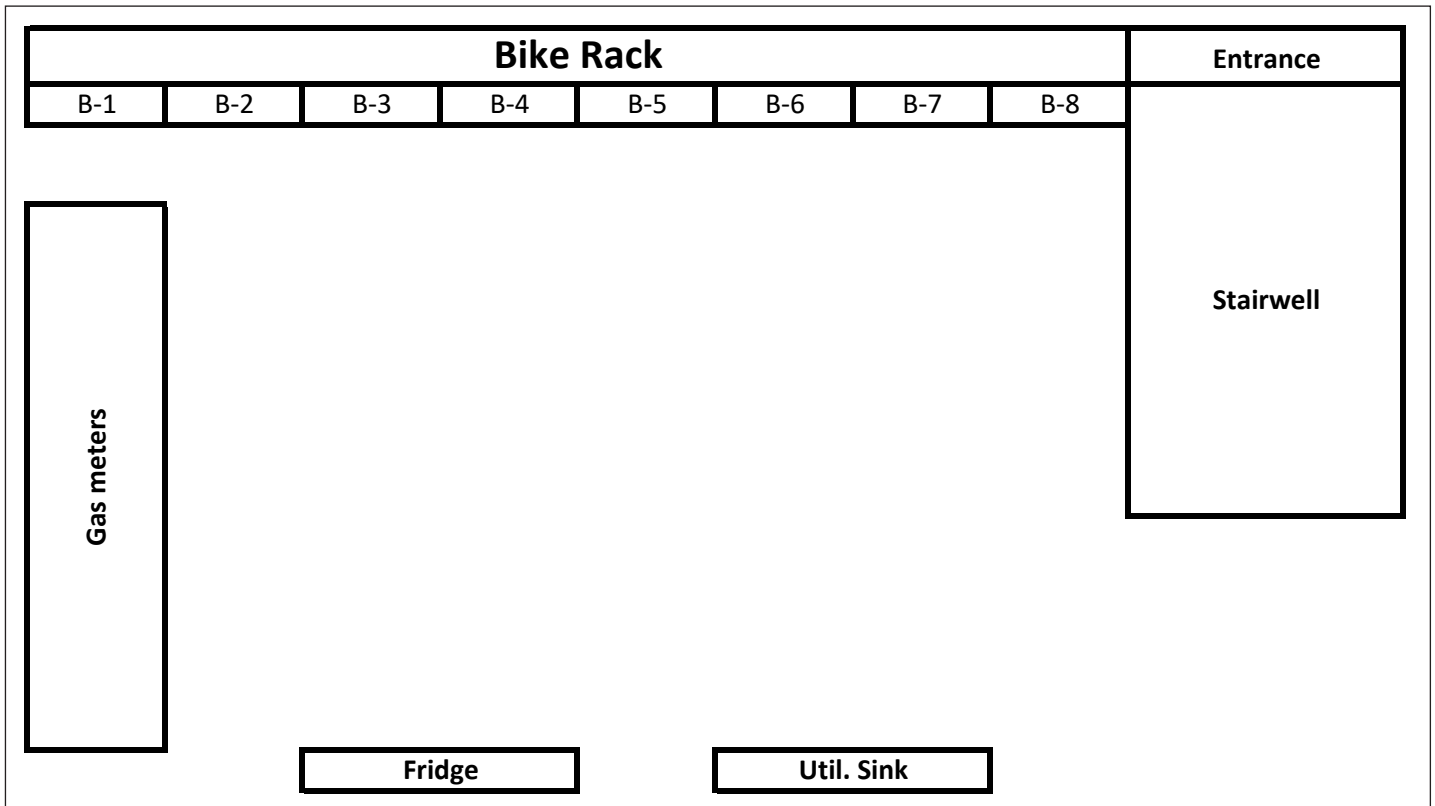 Bike Rack
Entrance
B-1 B-2 B-3 B-4 B-5 B-6 B-7 B-8
Stairwell
Gas meters
Fridge
Util. Sink